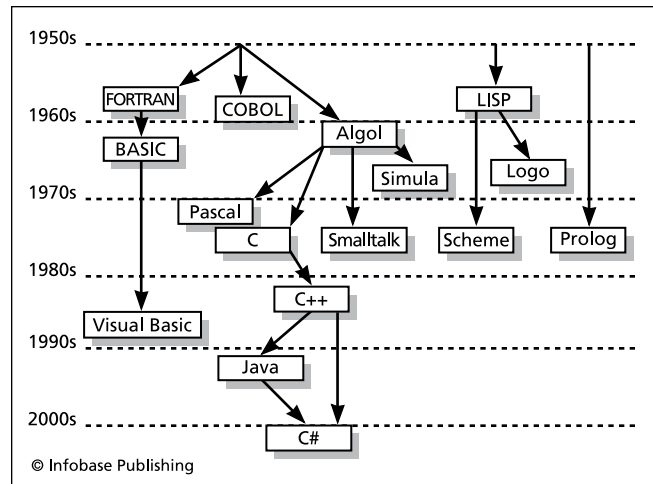 1950s
FORTRAN
COBOL
LISP
1960s
Algol
BASIC
Logo
Simula
1970s
Pascal
C
Smalltalk
Scheme
Prolog
1980s
C++
Visual Basic
1990s
Java
2000s
C#
© Infobase Publishing